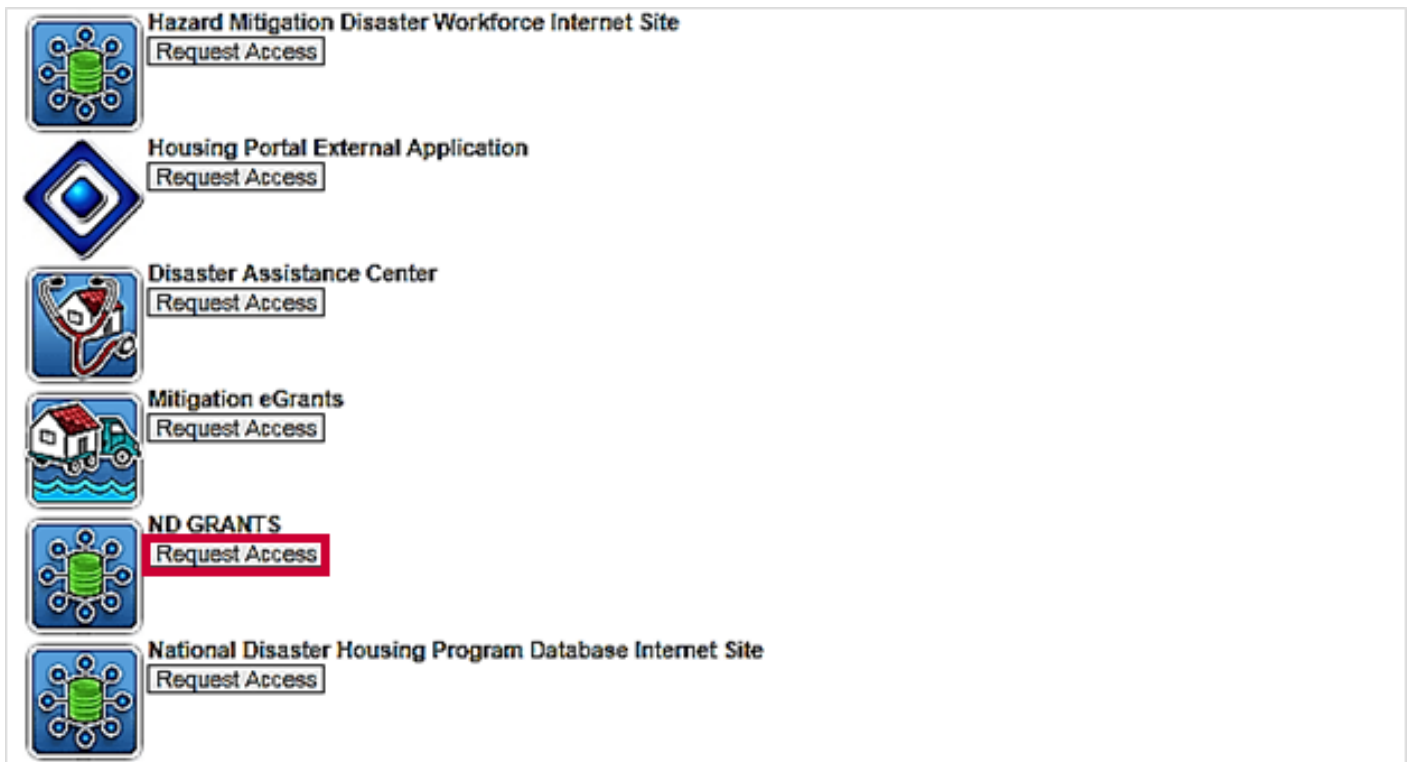 Hazard Mitigation Disaster Workforce Internet Site
Request Access
Housing Portal External Application
Request Access
Disaster Assistance Center
Request Access
Mitigation eGrants
Request Access
ND GRANTS
Request Access
National Disaster Housing Program Database Internet Site
Request Access